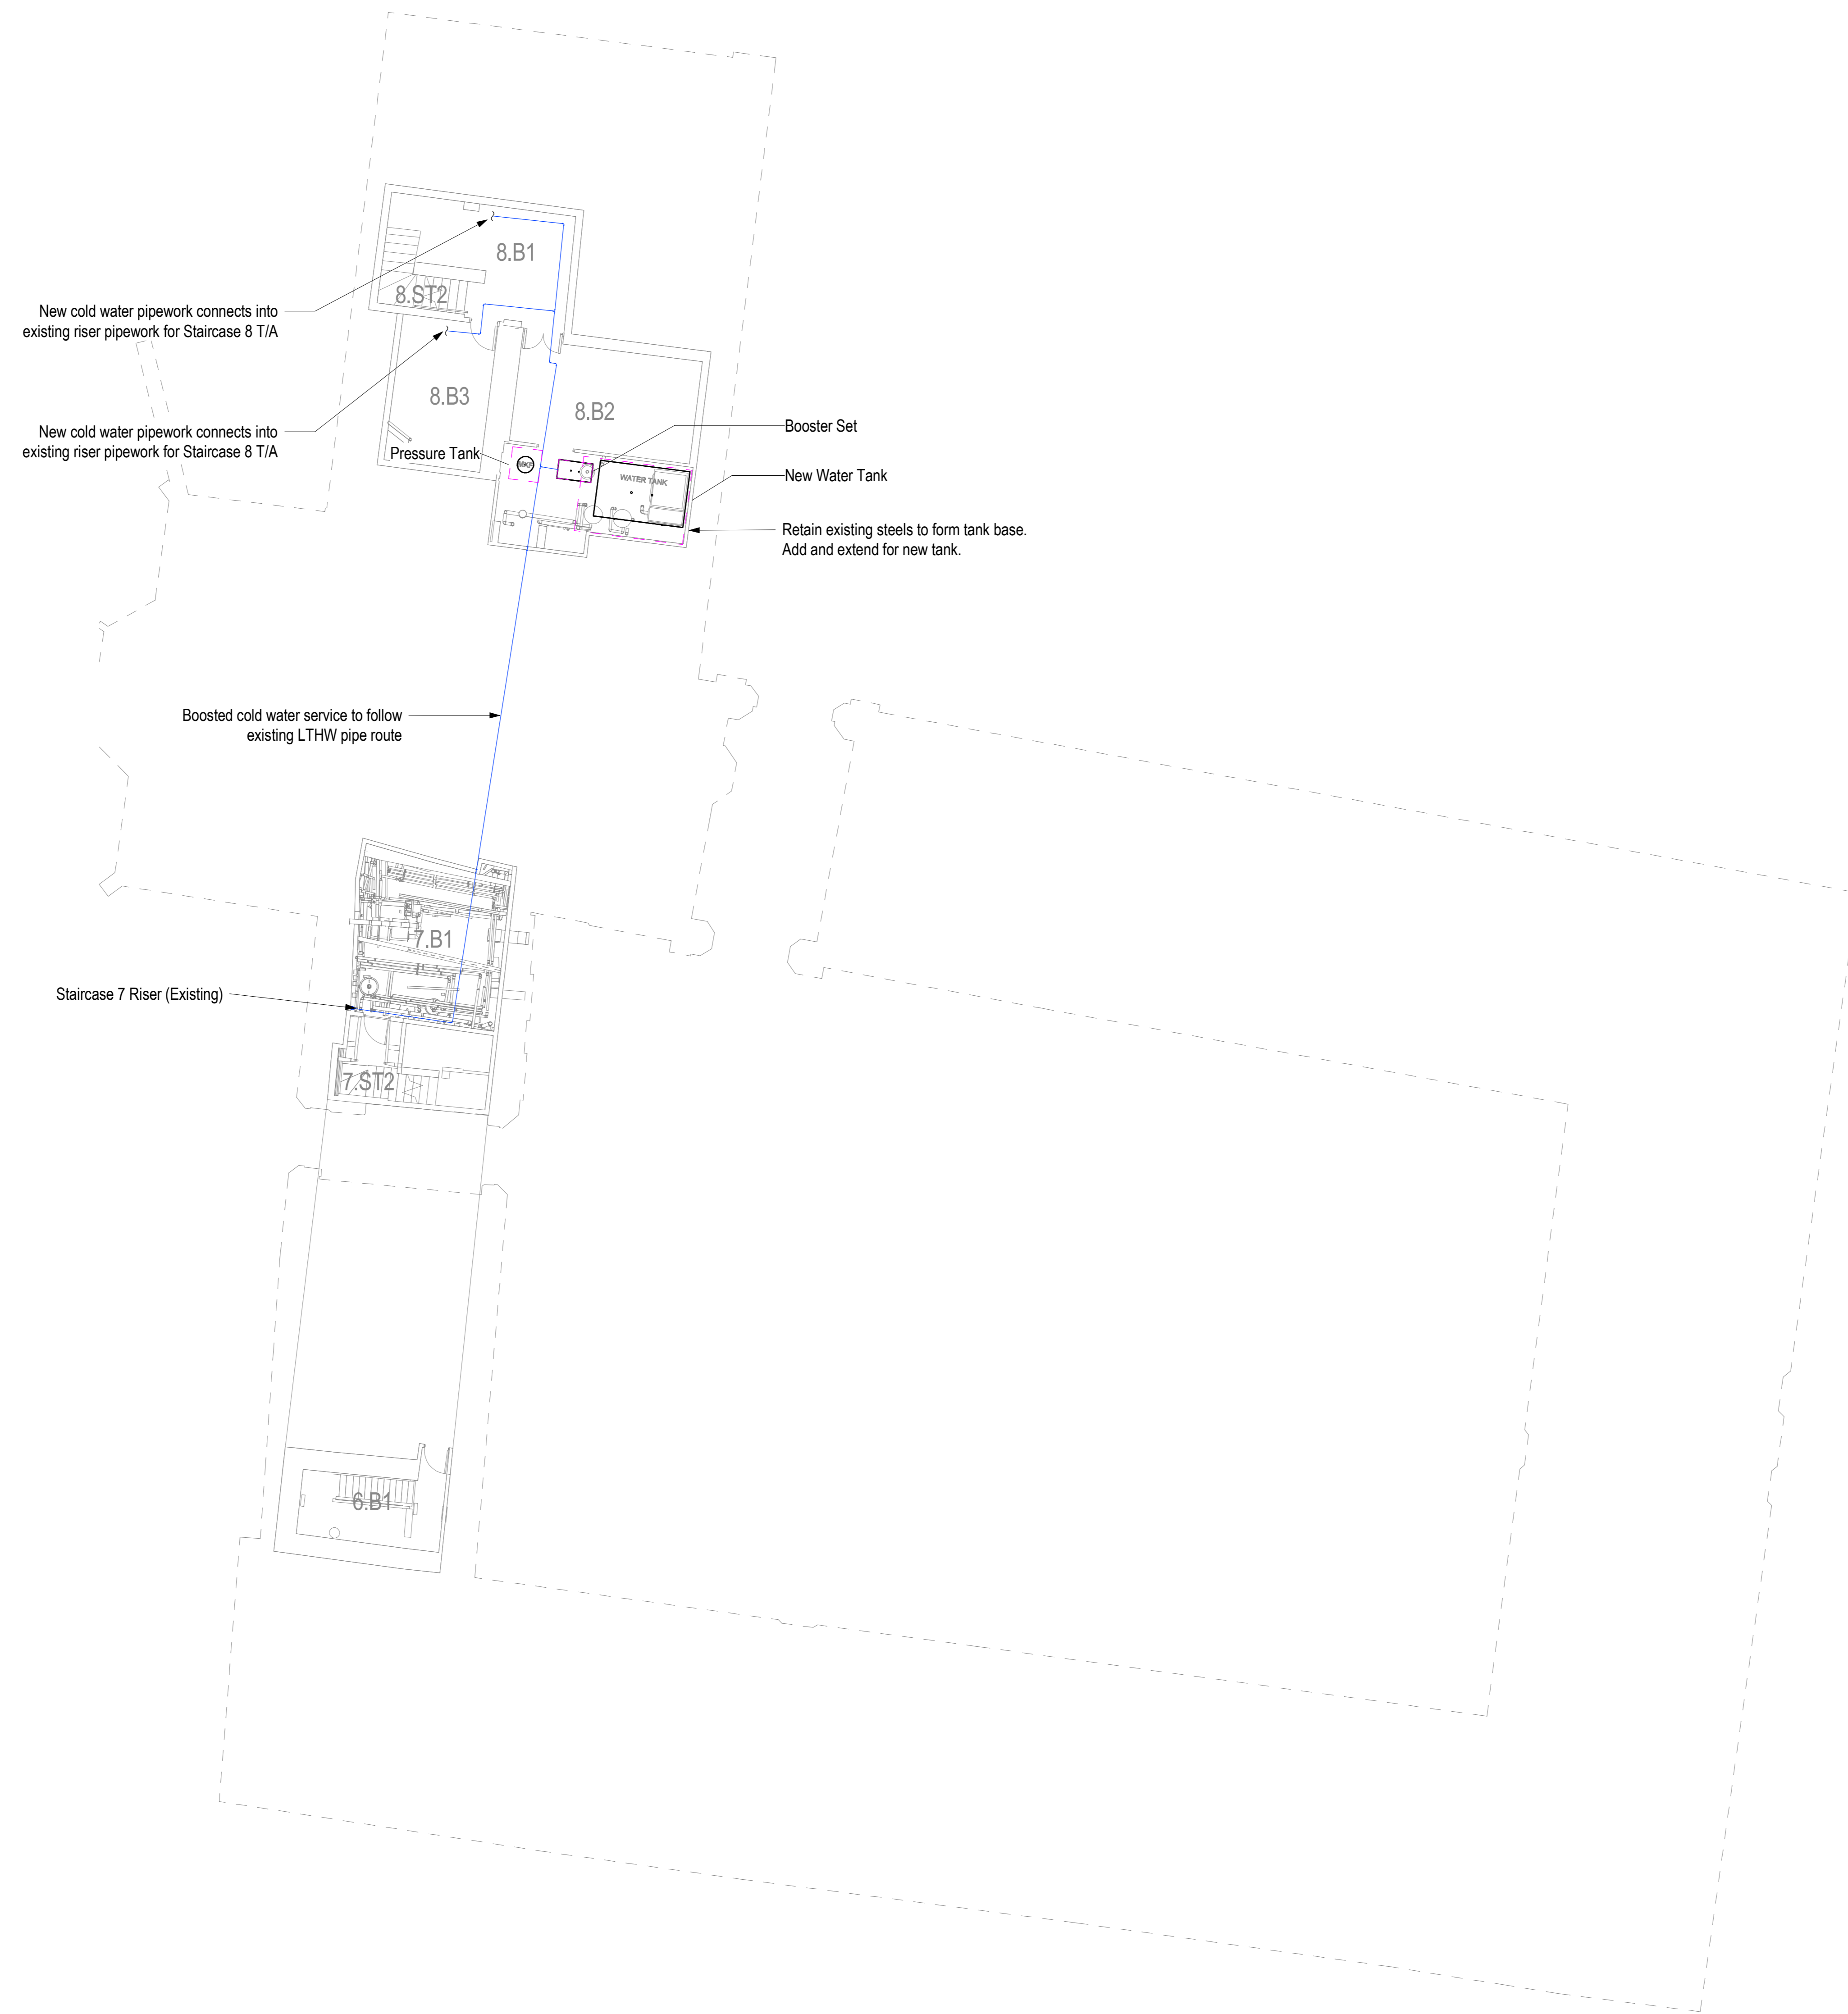 8.B1
8.ST2
New cold water pipework connects into
existing riser pipework for Staircase 8 T/A
8.B3
8.B2
New cold water pipework connects into
existing riser pipework for Staircase 8 T/A
Booster Set
Pressure Tank
WATER TANK
New Water Tank
Retain existing steels to form tank base.
Add and extend for new tank.
Boosted cold water service to follow
existing LTHW pipe route
7.B1
Staircase 7 Riser (Existing)
7.ST2
6.B1